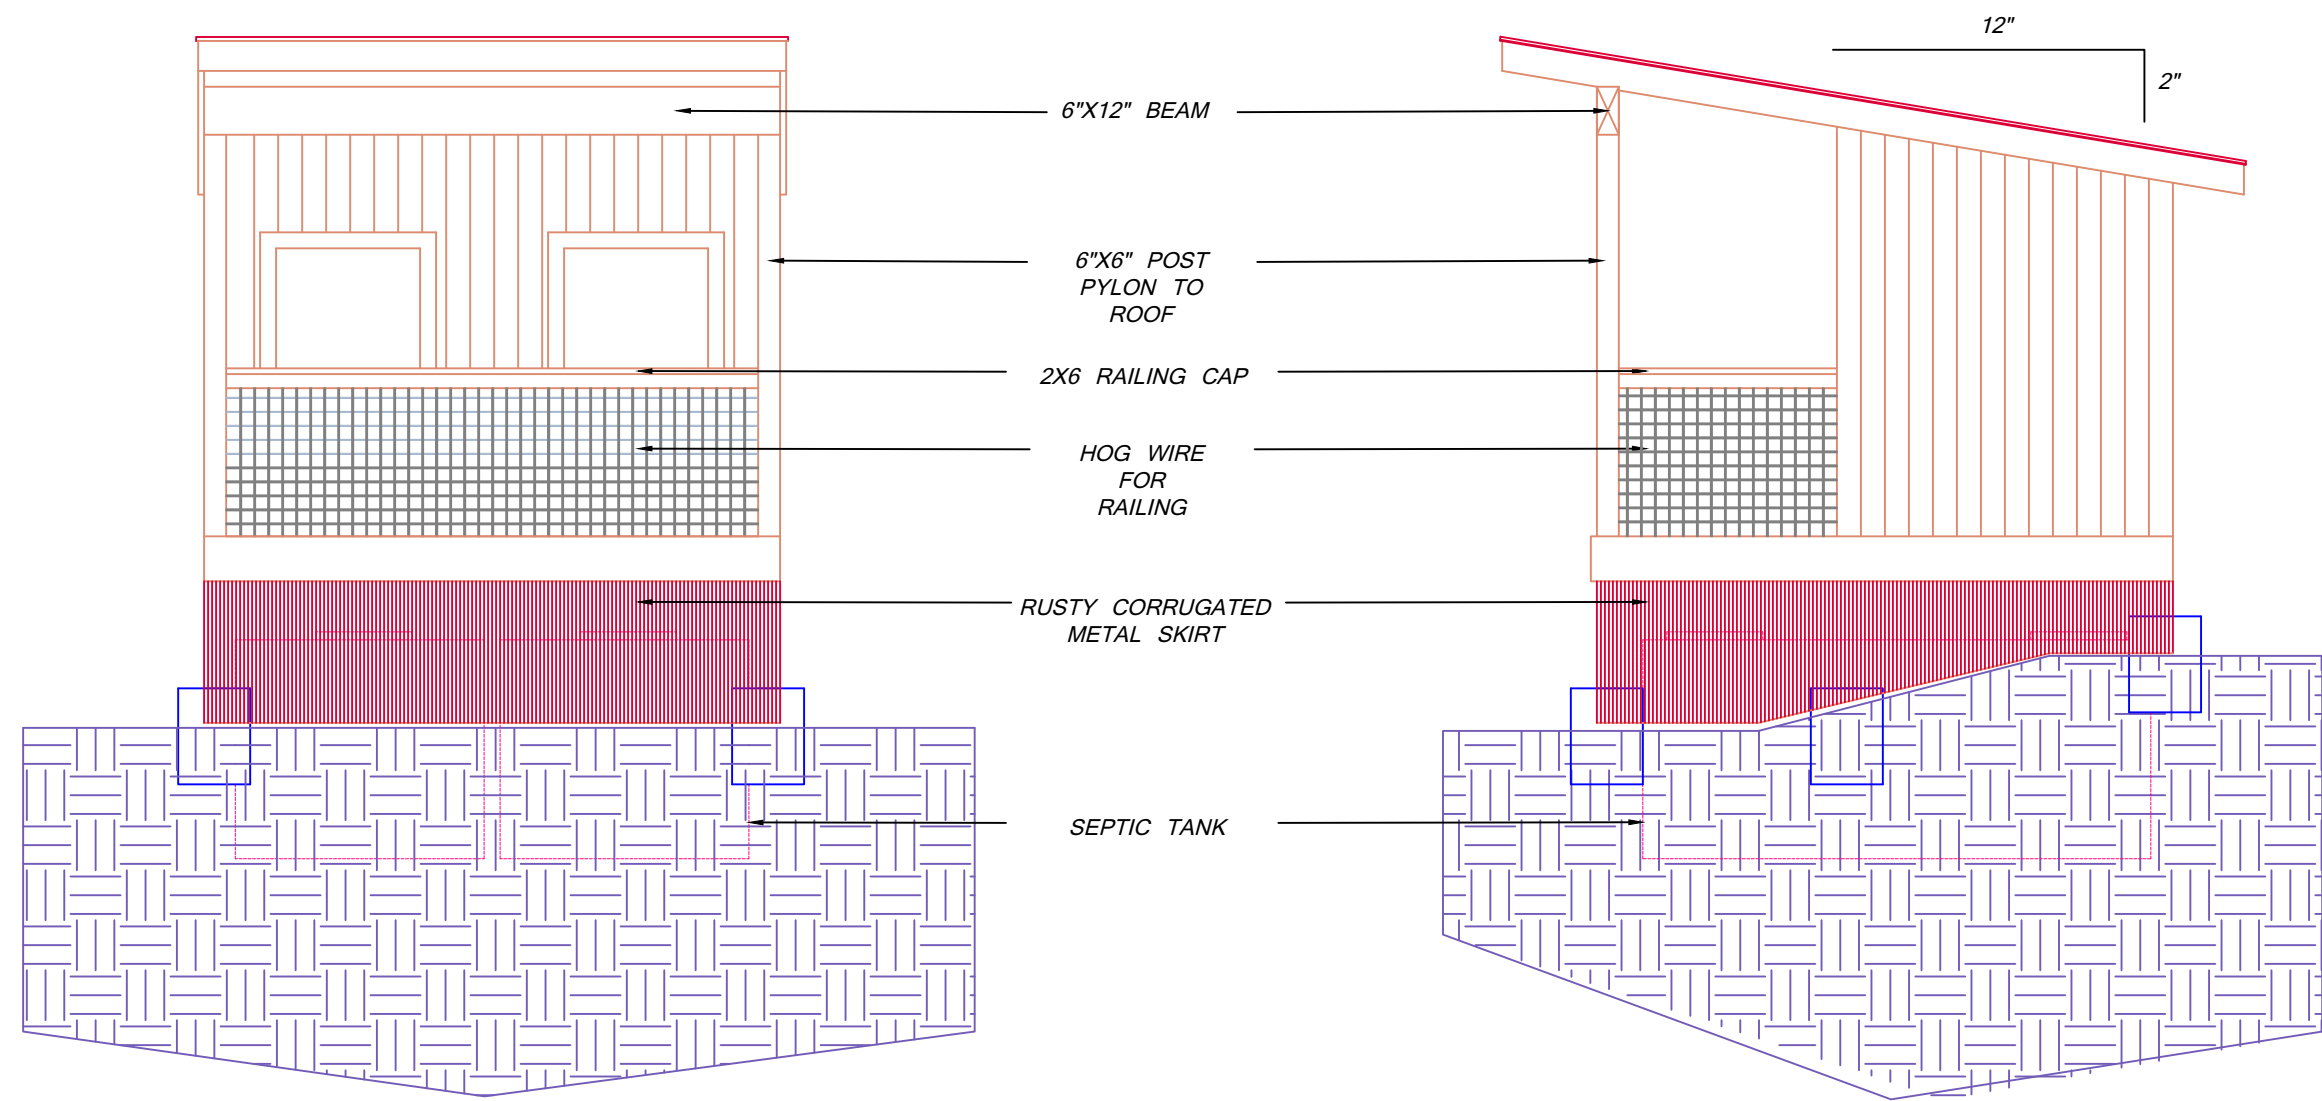 12"
2"
6"X12" BEAM
6"X6" POST
PYLON TO
ROOF
2X6 RAILING CAP
HOG WIRE
FOR
RAILING
RUSTY CORRUGATED
METAL SKIRT
SEPTIC TANK